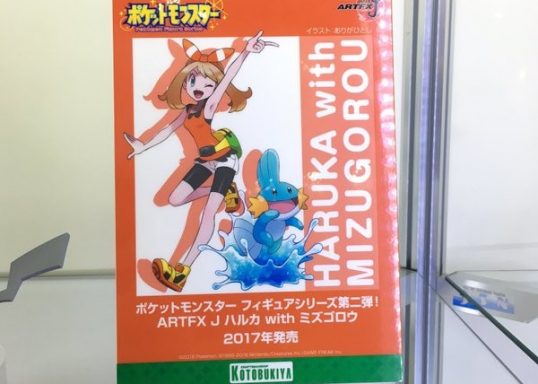 ポケットモンスター
ARTFX J
イラスト:ありがひとし
HARUKA with
MIZUGOROU
ポケットモンスター フィギュアシリーズ第二弾!
ARTFX J ハルカ with ミズゴロウ
2017年発売
KOTOBUKIYA